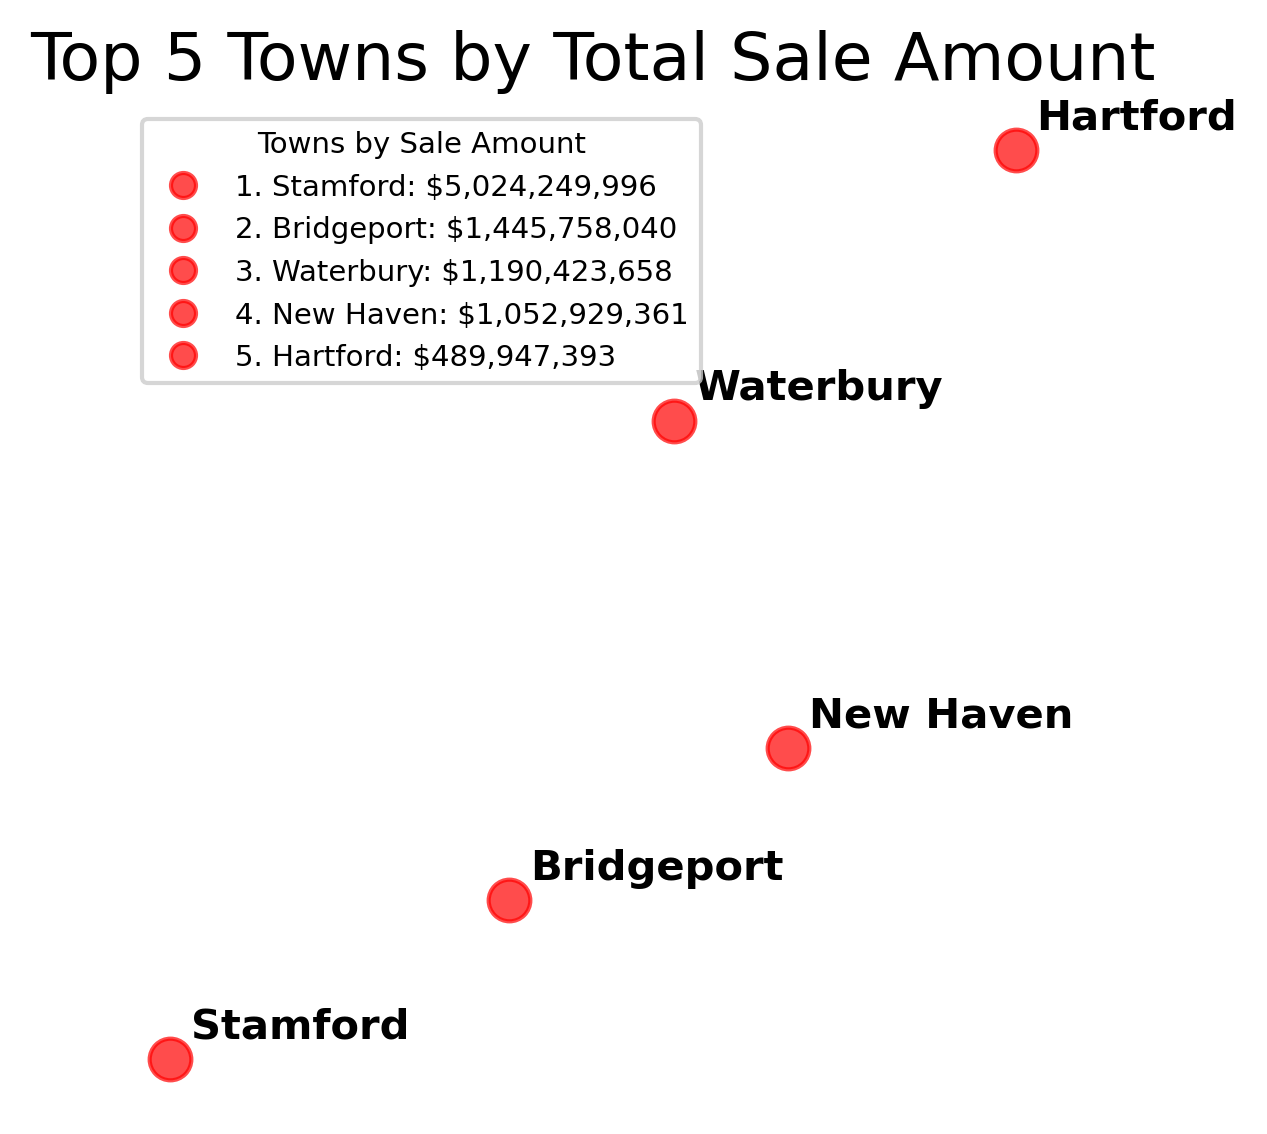 Top 5 Towns by Total Sale Amount
Hartford
Towns by Sale Amount
1. Stamford: $5,024,249,996
2. Bridgeport: $1,445,758,040
3. Waterbury: $1,190,423,658
4. New Haven: $1,052,929,361
5. Hartford: $489,947,393
Waterbury
New Haven
Bridgeport
Stamford